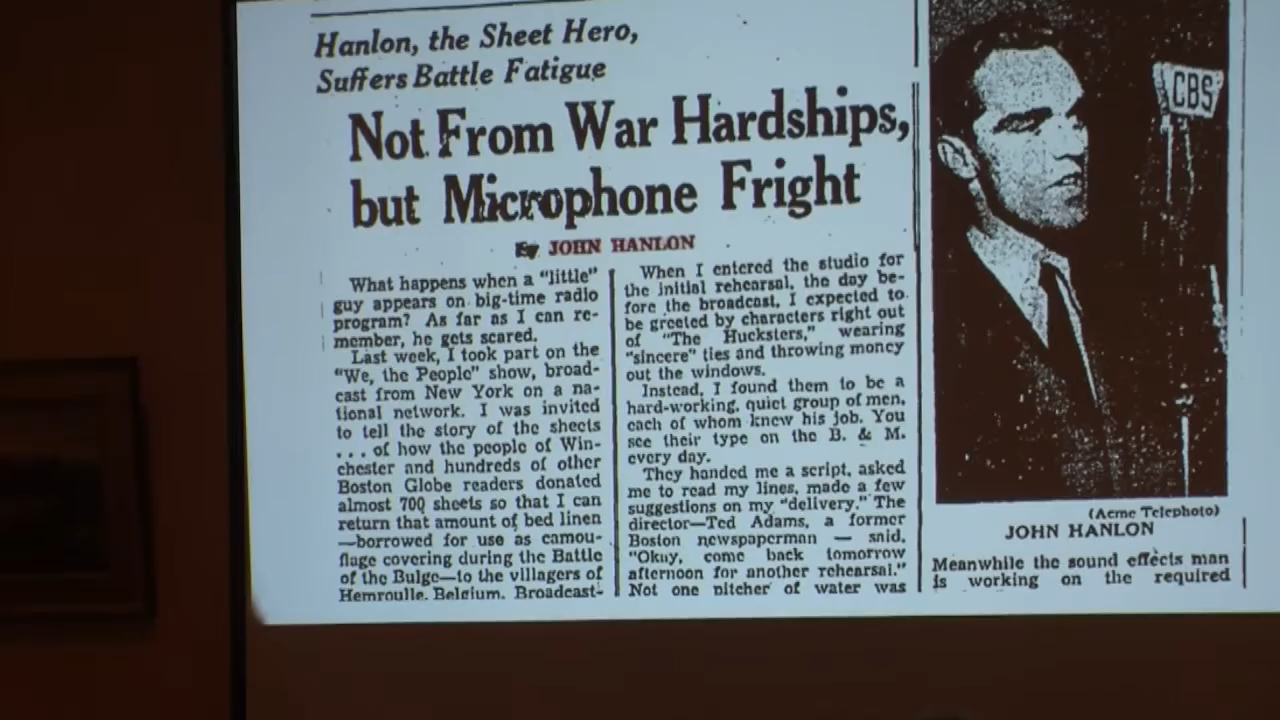 Hanlon, the Sheet Hero,
Suffers Battle Fatigue
Not From War Hardships,
but Microphone Fright
By JOHN HANLON
What happens when a "little"
guy appears on big-time radio
program? As far as I can re-
member, he gets scared.
Last week, I took part on the
"We, the People" show, broad-
cast from New York on a na-
tional network. I was invited
to tell the story of the sheets
. . . of how the people of Win-
chester and hundreds of other
Boston Globe readers donated
almost 700 sheets so that I can
return that amount of bed linen
—borrowed for use as camou-
flage covering during the Battle
of the Bulge—to the villagers of
Hemroulle, Belgium. Broadcast-
When I entered the studio for
the initial rehearsal, the day be-
fore the broadcast, I expected to
be greeted by characters right out
of "The Hucksters," wearing
"sincere" ties and throwing money
out the windows.
Instead, I found them to be a
hard-working, quiet group of men,
each of whom knew his job. You
see their type on the B. & M.
every day.
They handed me a script, asked
me to read my lines, made a few
suggestions on my "delivery." The
director—Ted Adams, a former
Boston newspaperman — said,
"Okay, come back tomorrow
afternoon for another rehearsal."
Not one pitcher of water was
CBS
(Acme Telephoto)
JOHN HANLON
Meanwhile the sound effects man
is working on the required